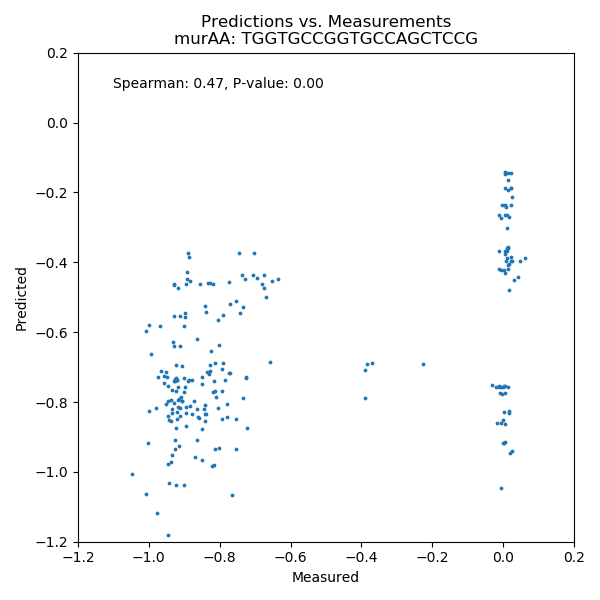 Predictions vs. Measurements
murAA: TGGTGCCGGTGCCAGCTCCG
Spearman: 0.47, P-value: 0.00
0.2
0.0
−0.2
−0.4
−0.6
−0.8
−1.0
−1.2
Predicted
−1.2 −1.0 −0.8 −0.6 −0.4 −0.2 0.0 0.2
Measured